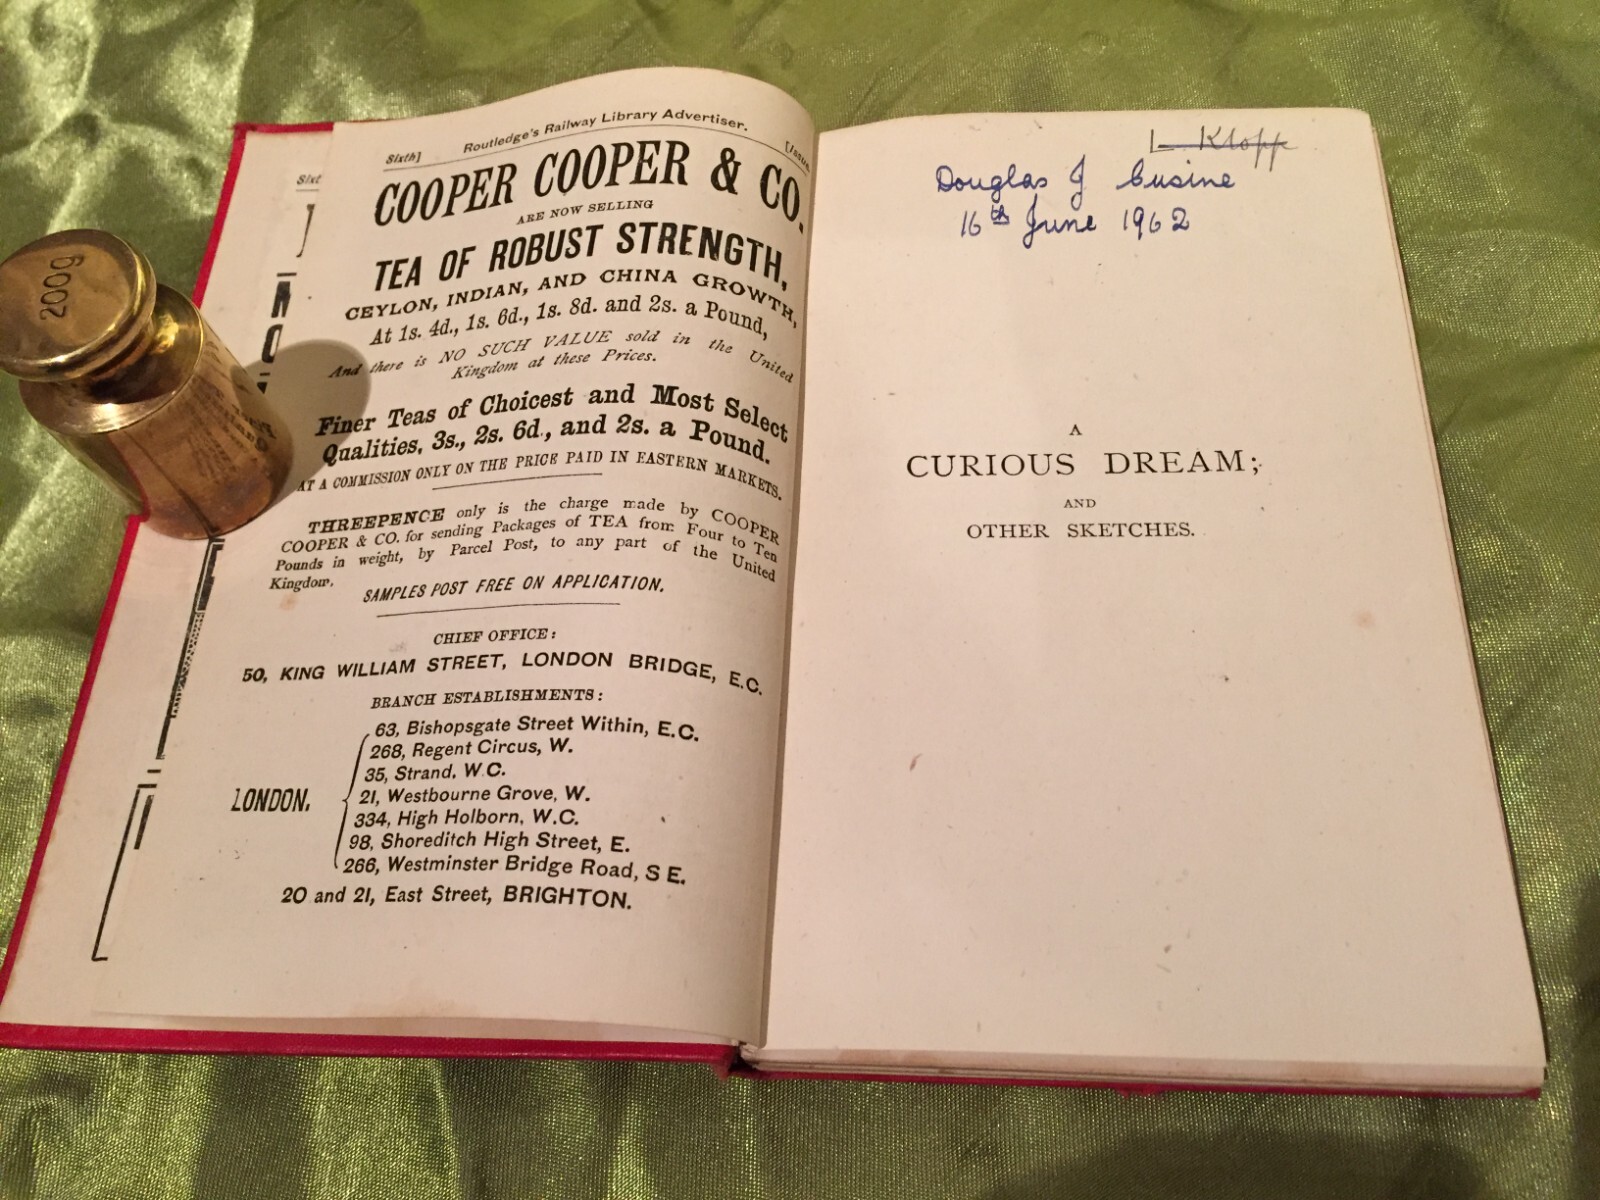 200g
Sixt
Sixth]
Routledge's Railway Library Advertiser.
[Issue.
COOPER COOPER & CO.
ARE NOW SELLING
TEA OF ROBUST STRENGTH,
CEYLON, INDIAN, AND CHINA GROWTH,
At 1s. 4d., 1s. 6d., 1s. 8d. and 2s. a Pound,
And there is NO SUCH VALUE sold in the United
Kingdom at these Prices.
Finer Teas of Choicest and Most Select
Qualities, 3s., 2s. 6d., and 2s. a Pound.
AT A COMMISSION ONLY ON THE PRICE PAID IN EASTERN MARKETS.
THREEPENCE only is the charge made by COOPER
COOPER & CO. for sending Packages of TEA from Four to Ten
Pounds in weight, by Parcel Post, to any part of the United
Kingdom.
SAMPLES POST FREE ON APPLICATION.
CHIEF OFFICE:
50, KING WILLIAM STREET, LONDON BRIDGE, E.C.
BRANCH ESTABLISHMENTS:
LONDON.
63, Bishopsgate Street Within, E.C.
268, Regent Circus, W.
35, Strand, W.C.
21, Westbourne Grove, W.
334, High Holborn, W.C.
98, Shoreditch High Street, E.
266, Westminster Bridge Road, S E.
20 and 21, East Street, BRIGHTON.
L Klopp
Douglas J Cusine
16th June 1962
A
CURIOUS DREAM;
AND
OTHER SKETCHES.